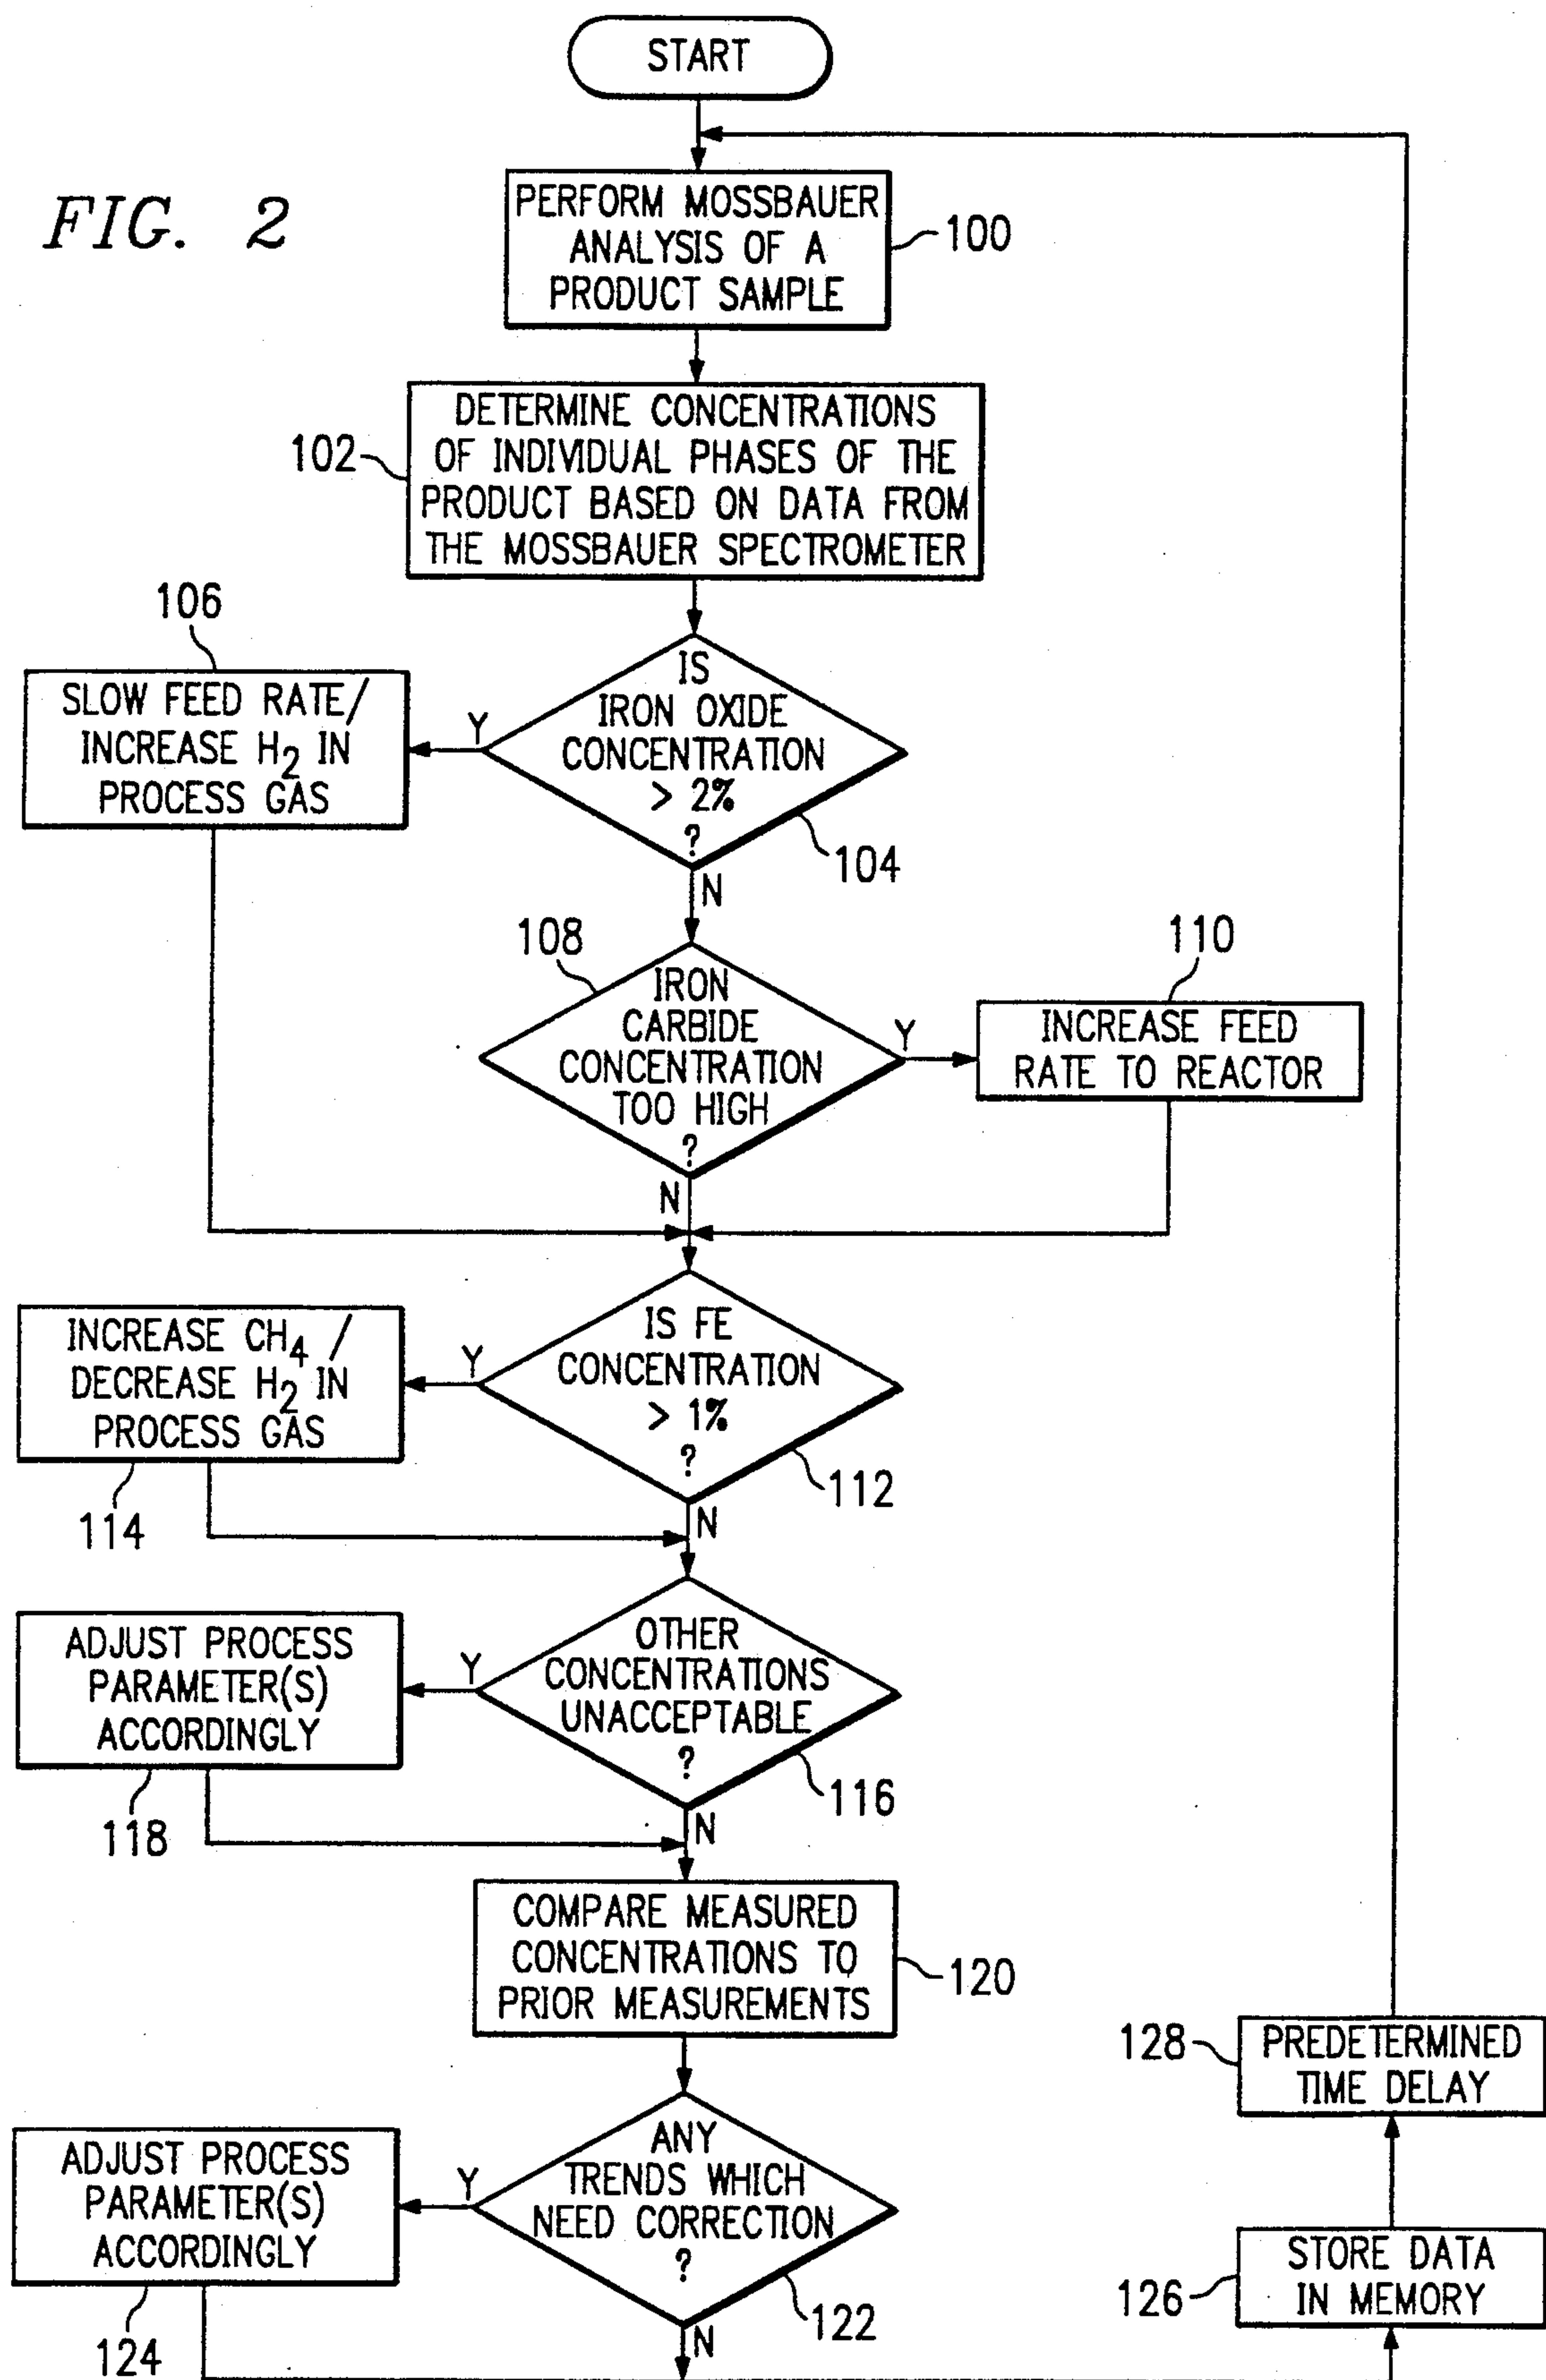 START
FIG. 2
PERFORM MOSSBAUER
ANALYSIS OF A
PRODUCT SAMPLE
100
DETERMINE CONCENTRATIONS
OF INDIVIDUAL PHASES OF THE
PRODUCT BASED ON DATA FROM
THE MOSSBAUER SPECTROMETER
102
106
SLOW FEED RATE/
INCREASE H2 IN
PROCESS GAS
Y
IS
IRON OXIDE
CONCENTRATION
> 2%
?
104
N
108
IRON
CARBIDE
CONCENTRATION
TOO HIGH
?
Y
110
INCREASE FEED
RATE TO REACTOR
N
INCREASE CH4 /
DECREASE H2 IN
PROCESS GAS
114
Y
IS FE
CONCENTRATION
> 1%
?
112
N
ADJUST PROCESS
PARAMETER(S)
ACCORDINGLY
118
Y
OTHER
CONCENTRATIONS
UNACCEPTABLE
?
116
N
COMPARE MEASURED
CONCENTRATIONS TO
PRIOR MEASUREMENTS
120
128
PREDETERMINED
TIME DELAY
ADJUST PROCESS
PARAMETER(S)
ACCORDINGLY
124
Y
ANY
TRENDS WHICH
NEED CORRECTION
?
122
N
126
STORE DATA
IN MEMORY